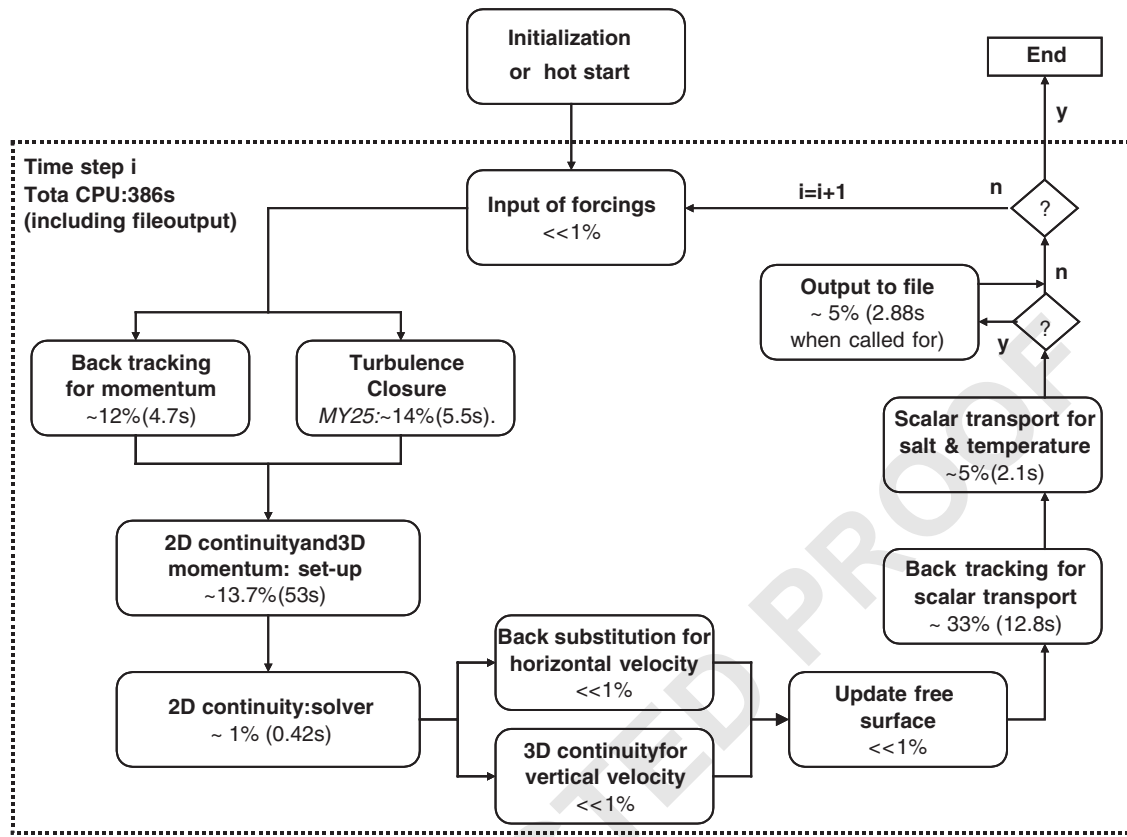 Initialization
or hot start
End
y
Time step i
Tota CPU:386s
(including fileoutput)
Input of forcings
<<1%
i=i+1
n
?
n
Output to file
~ 5% (2.88s
when called for)
y
?
Back tracking
for momentum
~12%(4.7s)
Turbulence
Closure
MY25:~14%(5.5s).
Scalar transport for
salt & temperature
~5%(2.1s)
2D continuityand3D
momentum: set-up
~13.7%(53s)
Back tracking for
scalar transport
~ 33% (12.8s)
2D continuity:solver
~ 1% (0.42s)
Back substitution for
horizontal velocity
<<1%
3D continuityfor
vertical velocity
<<1%
Update free
surface
<<1%
TED PROOF